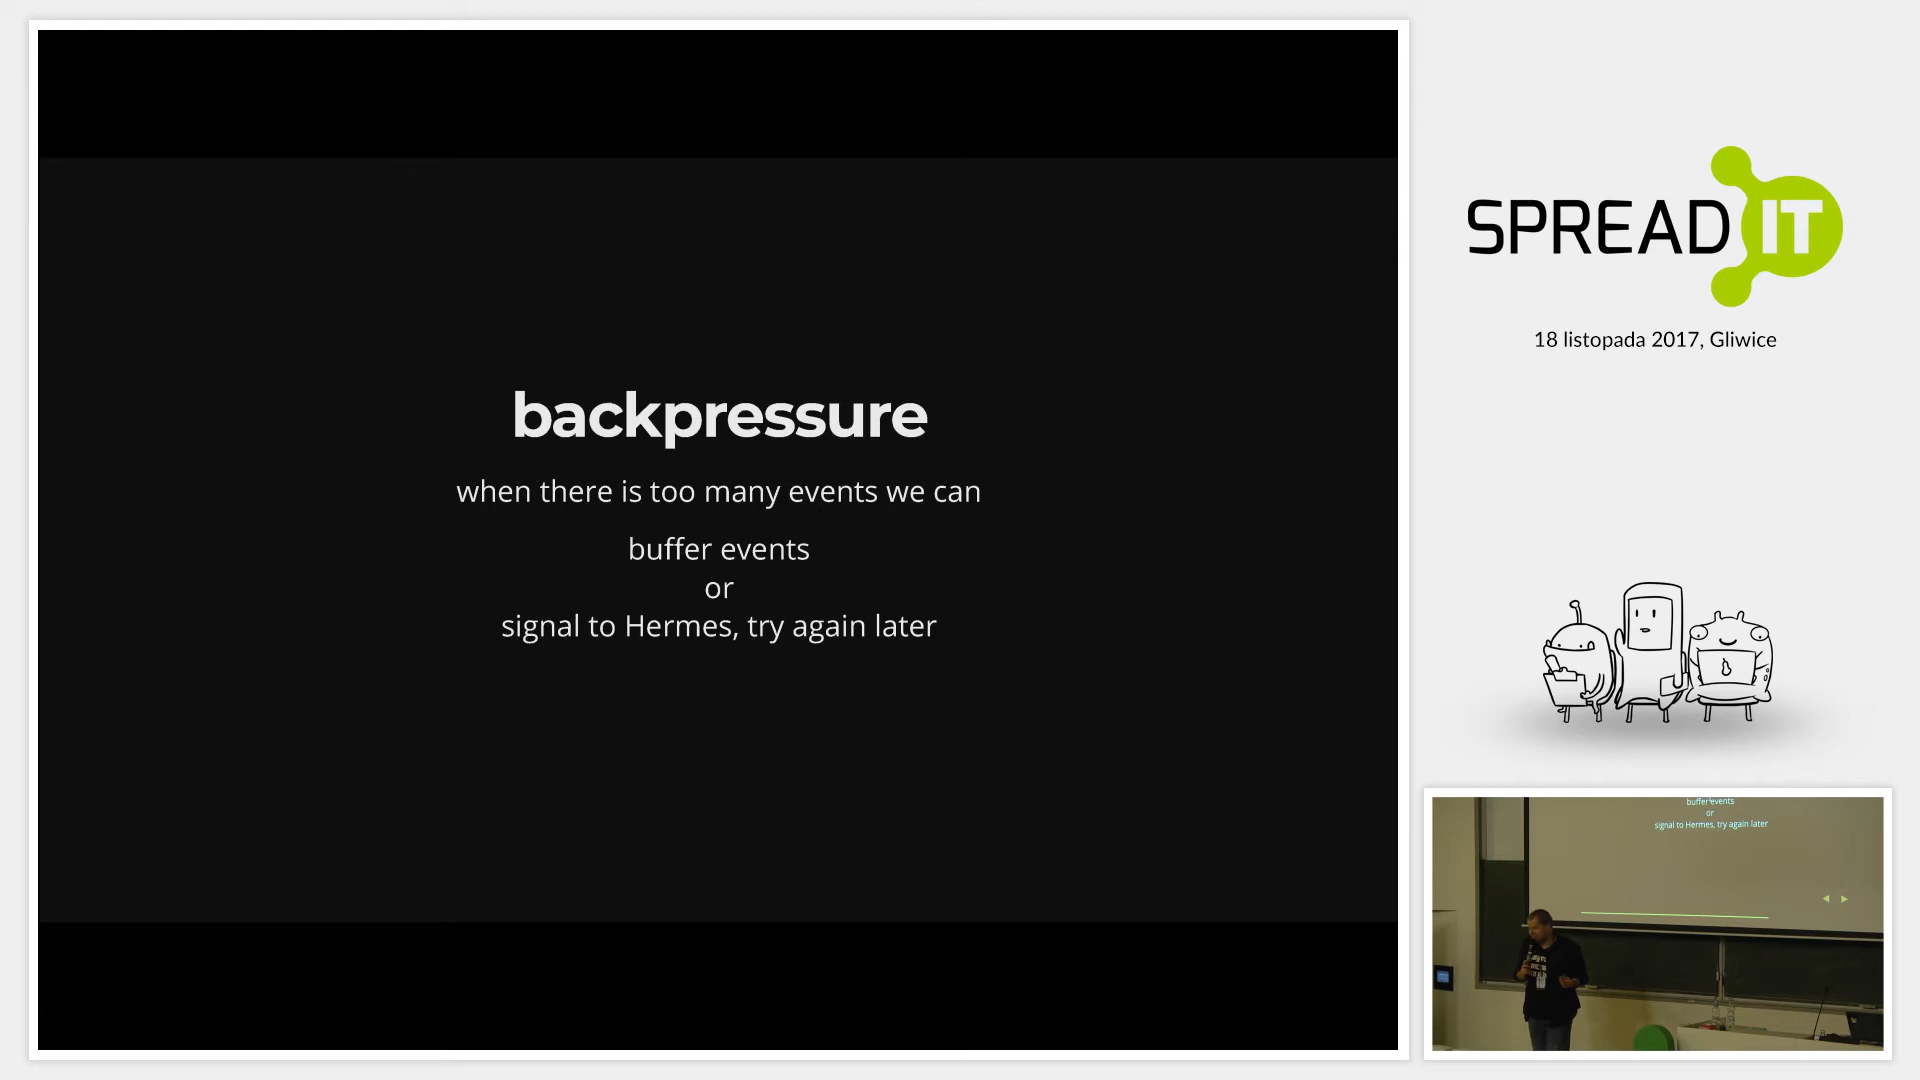 backpressure
when there is too many events we can
buffer events
or
signal to Hermes, try again later
SPREAD IT
18 listopada 2017, Gliwice
buffer events
or
signal to Hermes, try again later